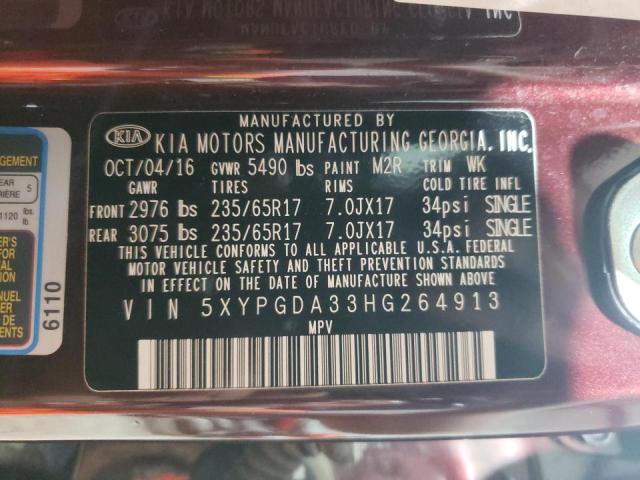 MANUFACTURED BY
KIA KIA MOTORS MANUFACTURING GEORGIA, INC.
OCT/04/16 GVWR 5490 lbs PAINT M2R TRIM WK
GAWR TIRES RIMS COLD TIRE INFL
FRONT 2976 lbs 235/65R17 7.0JX17 34psi SINGLE
REAR 3075 lbs 235/65R17 7.0JX17 34psi SINGLE
THIS VEHICLE CONFORMS TO ALL APPLICABLE U.S.A. FEDERAL
MOTOR VEHICLE SAFETY AND THEFT PREVENTION STANDARDS
IN EFFECT ON THE DATE OF MANUFACTURE SHOWN ABOVE
VIN 5XYPGDA33HG264913
MPV
6110
5
1120 lbs.